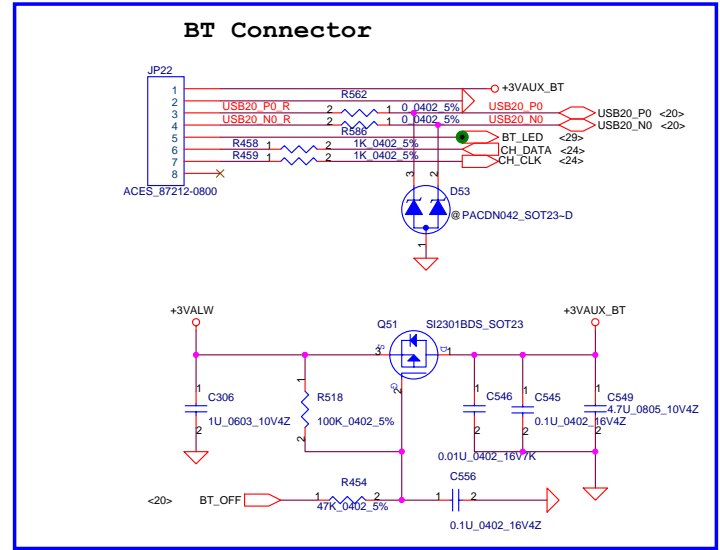 BT Connector
JP22
1
2
3
4
5
6
7
8
ACES_87212-0800
+3VAUX_BT
R562
USB20_P0_R 2 1 0_0402_5% USB20_P0 USB20_P0 <20>
USB20_N0_R 2 1 0_0402_5% USB20_N0 USB20_N0 <20>
R586
BT_LED <29>
R458 1 2 1K_0402_5% CH_DATA <24>
R459 1 2 1K_0402_5% CH_CLK <24>
3 2
D53
@ PACDN042_SOT23~D
1
+3VALW
+3VAUX_BT
Q51 SI2301BDS_SOT23
3 S D 1
G 2
1
C306
1U_0603_10V4Z
2
1
R518
100K_0402_5%
2
1
C546
2
0.01U_0402_16V7K
1
C545
0.1U_0402_16V4Z
2
1
C549
4.7U_0805_10V4Z
2
R454
<20> BT_OFF 1 2
47K_0402_5%
C556
1 2
0.1U_0402_16V4Z